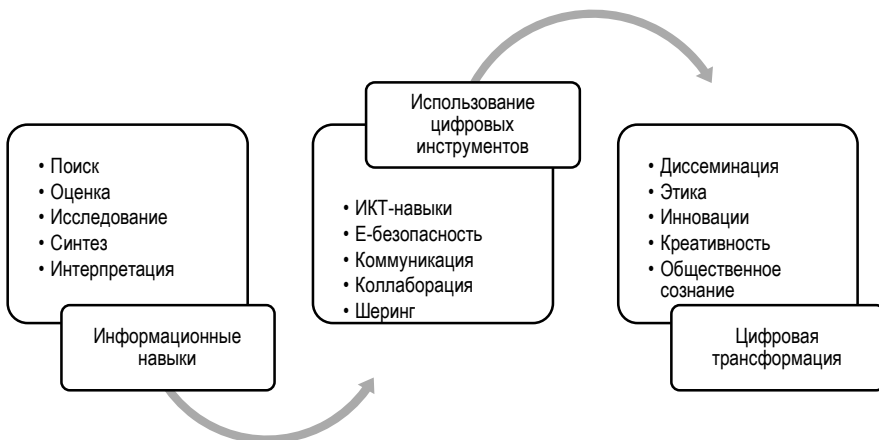 • Поиск
• Оценка
• Исследование
• Синтез
• Интерпретация
Информационные
навыки
Использование
цифровых
инструментов
• ИКТ-навыки
• Е-безопасность
• Коммуникация
• Коллаборация
• Шеринг
• Диссеминация
• Этика
• Инновации
• Креативность
• Общественное
сознание
Цифровая
трансформация